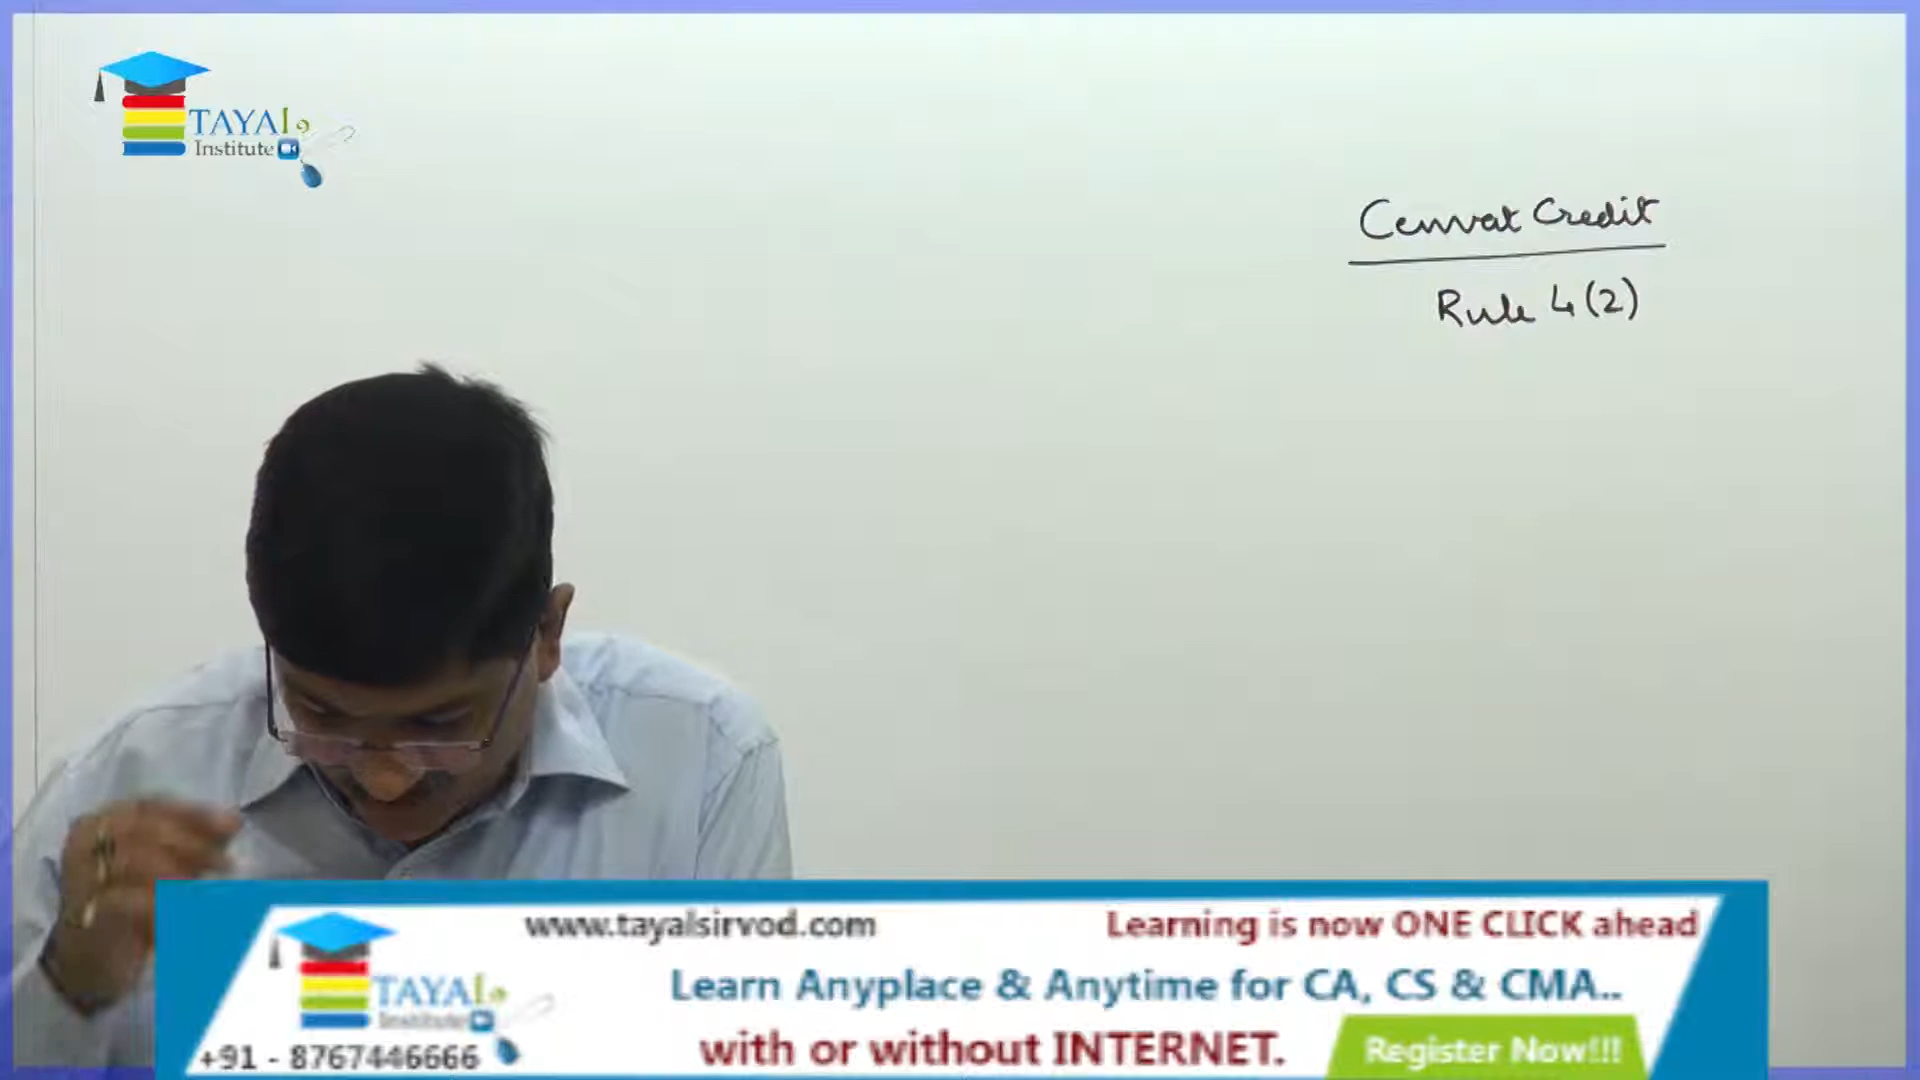 TAYAL
Institute
Cenvat Credit
Rule 4(2)
www.tayalsirvod.com
Learning is now ONE CLICK ahead
TAYAL
Institute
Learn Anyplace & Anytime for CA, CS & CMA..
+91 - 8767446666
with or without INTERNET.
Register Now!!!